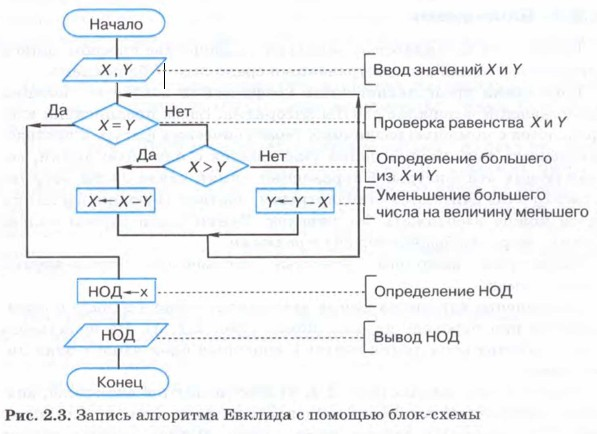 Начало
X, Y
Ввод значений X и Y
Да
X = Y
Нет
Проверка равенства X и Y
Да
X > Y
Нет
Определение большего
из X и Y
X ← X – Y
Y ← Y – X
Уменьшение большего
числа на величину меньшего
НОД ← x
Определение НОД
НОД
Вывод НОД
Конец
Рис. 2.3. Запись алгоритма Евклида с помощью блок-схемы